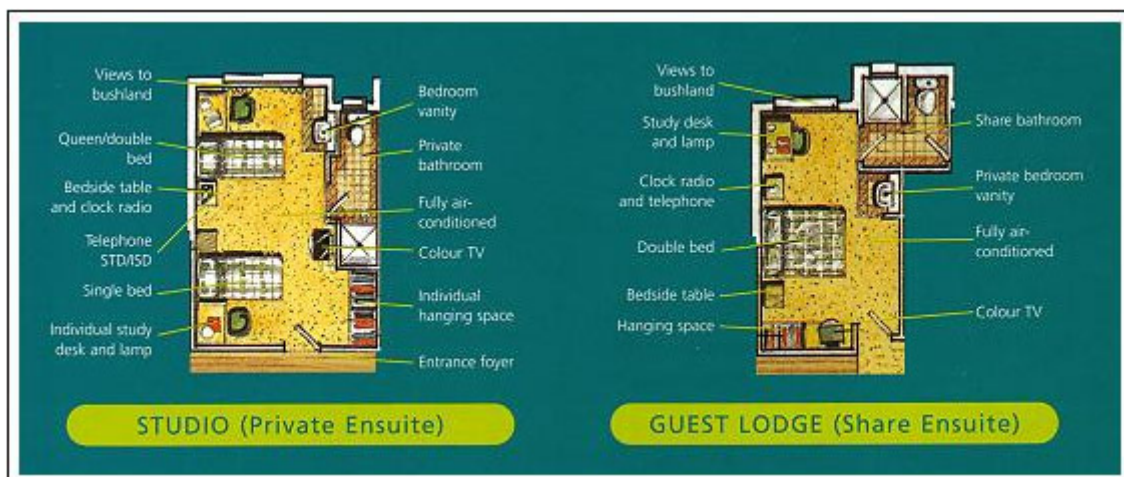 Views to
bushland
Queen/double
bed
Bedside table
and clock radio
Telephone
STD/ISD
Single bed
Individual study
desk and lamp
Bedroom
vanity
Private
bathroom
Fully air-
conditioned
Colour TV
Individual
hanging space
Entrance foyer
STUDIO (Private Ensuite)
Views to
bushland
Study desk
and lamp
Clock radio
and telephone
Double bed
Bedside table
Hanging space
Share bathroom
Private bedroom
vanity
Fully air-
conditioned
Colour TV
GUEST LODGE (Share Ensuite)